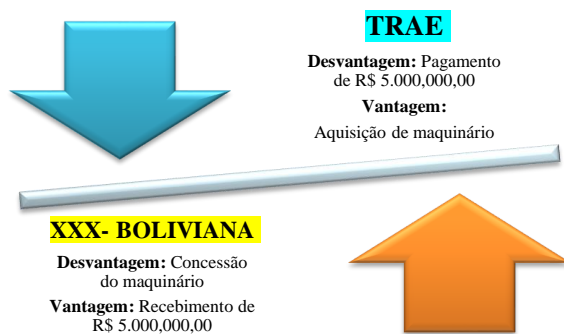 TRAE
Desvantagem: Pagamento
de R$ 5.000,000,00
Vantagem:
Aquisição de maquinário
XXX- BOLIVIANA
Desvantagem: Concessão
do maquinário
Vantagem: Recebimento de
R$ 5.000,000,00